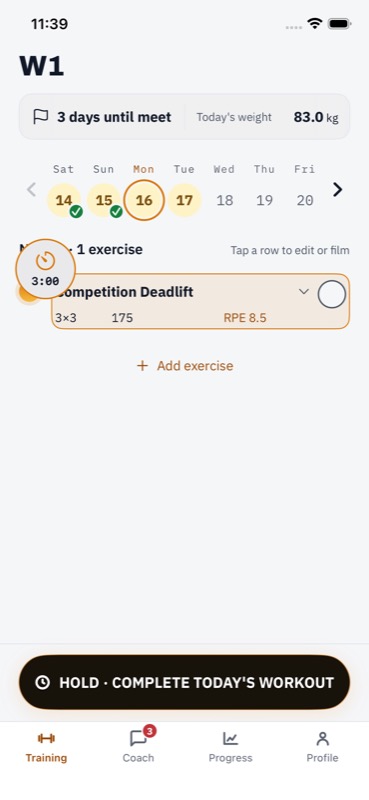 11:39
W1
3 days until meet Today's weight 83.0 kg
Sat Sun Mon Tue Wed Thu Fri
14 15 16 17 18 19 20
· 1 exercise Tap a row to edit or film
3:00
Competition Deadlift
3×3 175 RPE 8.5
+ Add exercise
HOLD · COMPLETE TODAY'S WORKOUT
3
Training Coach Progress Profile